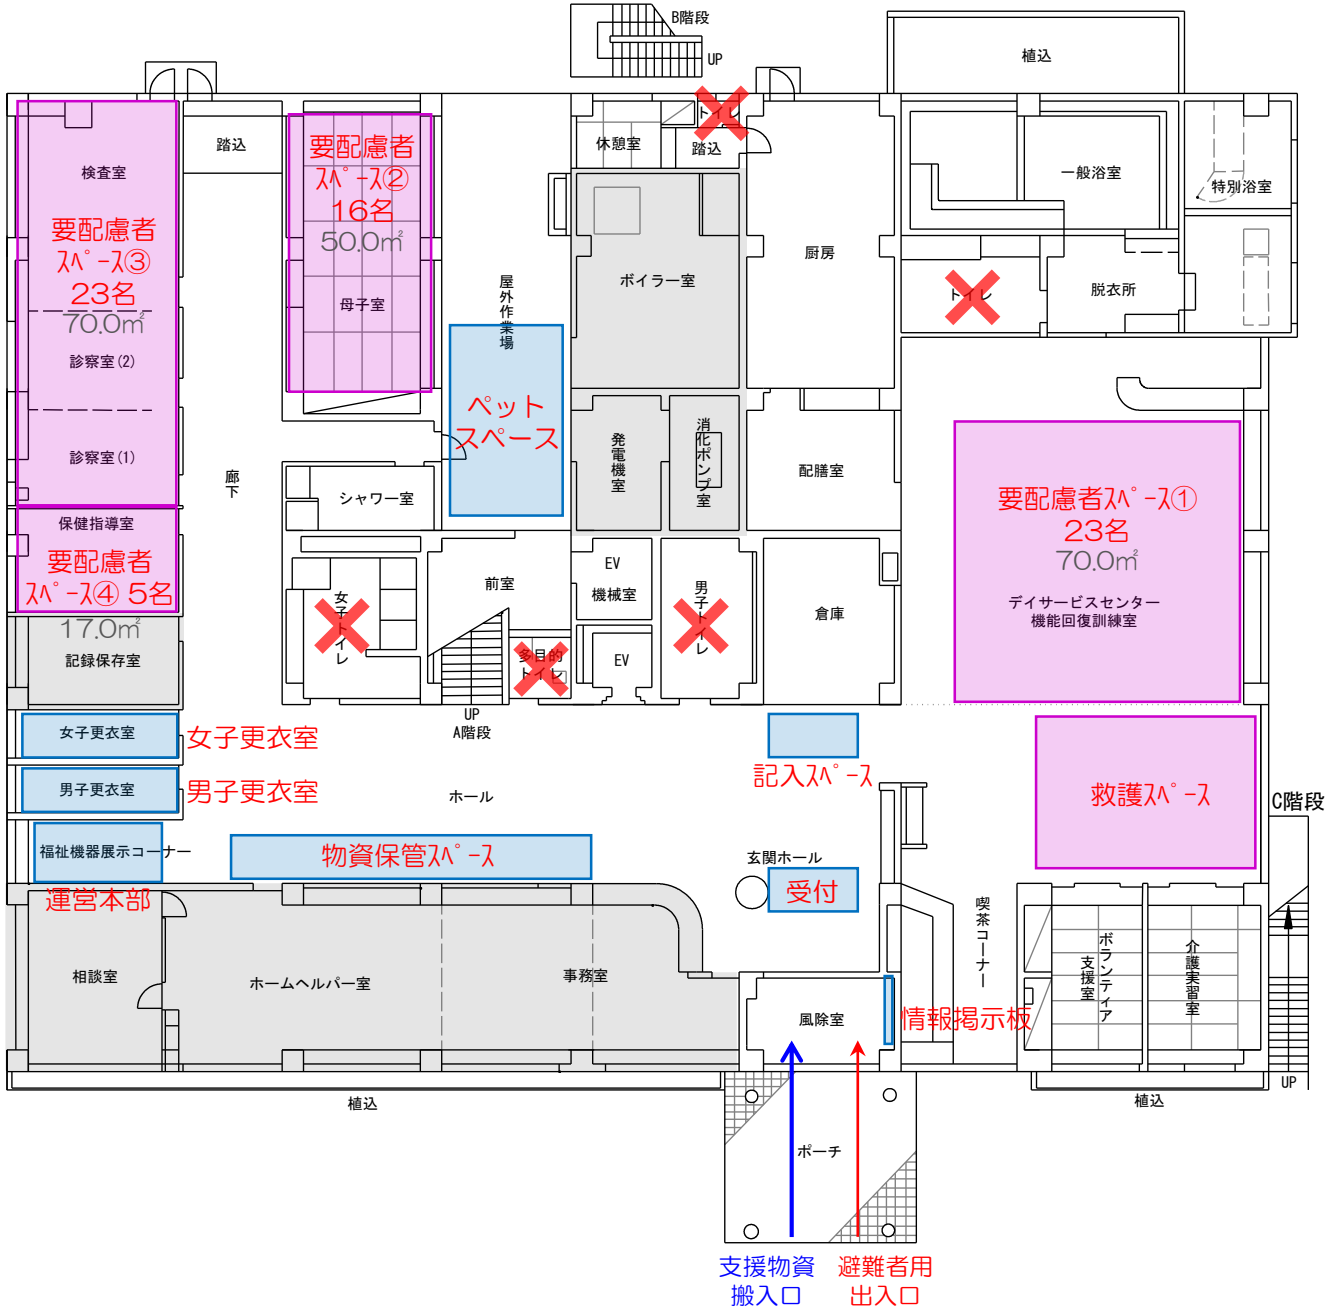 B階段
UP
植込
トイレ
休憩室
踏込
一般浴室
特別浴室
踏込
要配慮者
スペース②
16名
50.0㎡
母子室
検査室
要配慮者
スペース③
23名
70.0㎡
診察室(2)
診察室(1)
屋外作業場
ボイラー室
厨房
トイレ
脱衣所
ペット
スペース
発電機室
消化ポンプ室
配膳室
廊下
シャワー室
要配慮者スペース①
23名
70.0㎡
デイサービスセンター
機能回復訓練室
保健指導室
要配慮者
スペース④ 5名
17.0㎡
記録保存室
女子トイレ
前室
EV
機械室
男子トイレ
倉庫
多目的
トイレ
EV
UP
A階段
女子更衣室
女子更衣室
男子更衣室
男子更衣室
ホール
記入スペース
救護スペース
C階段
福祉機器展示コーナー
運営本部
物資保管スペース
玄関ホール
受付
喫茶コーナー
ボランティア
支援室
介護実習室
相談室
ホームヘルパー室
事務室
風除室
情報掲示板
UP
植込
植込
ポーチ
支援物資
搬入口
避難者用
出入口